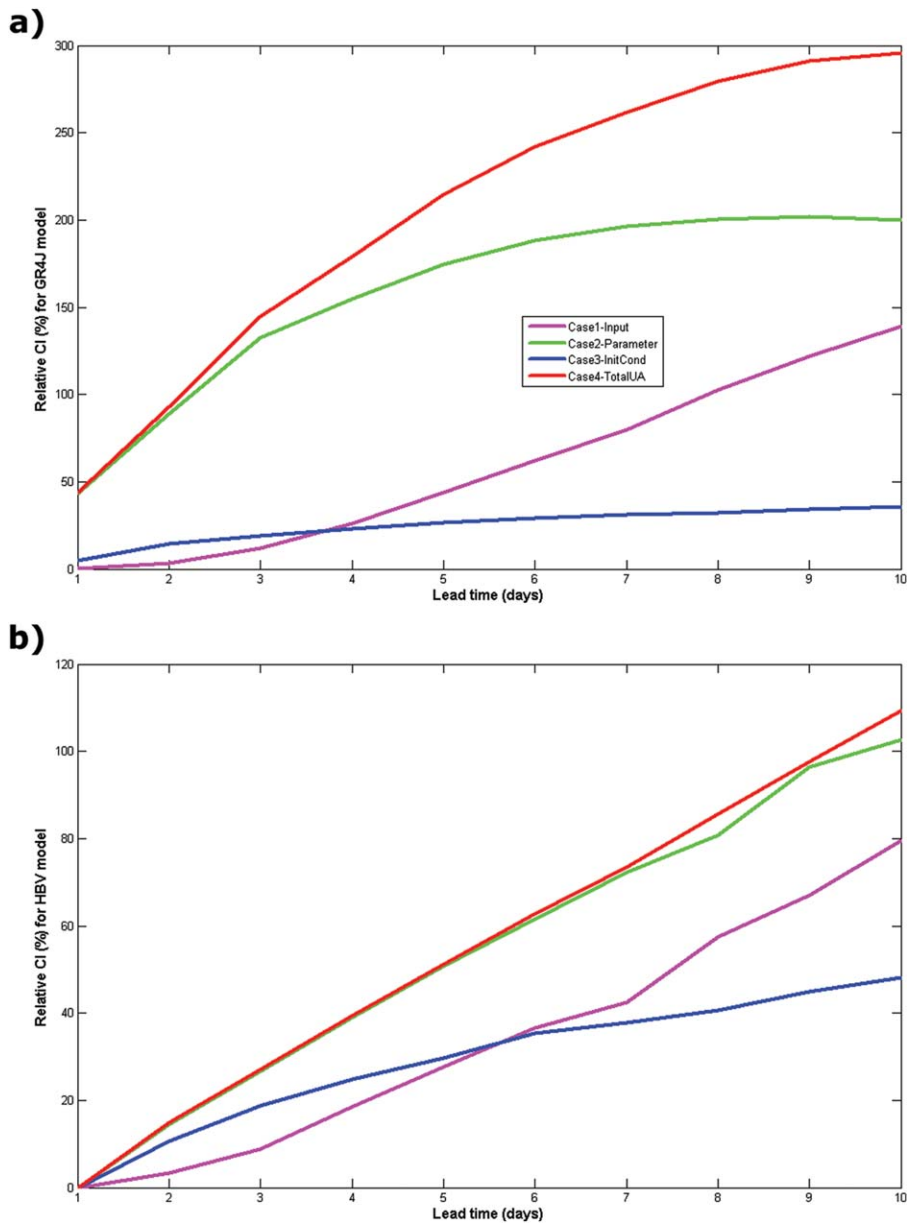 a)
300
250
200
150
100
50
0
Relative CI (%) for GR4J model
Case1-Input
Case2-Parameter
Case3-InitCond
Case4-TotalUA
1 2 3 4 5 6 7 8 9 10
Lead time (days)
b)
120
100
80
60
40
20
0
Relative CI (%) for HBV model
1 2 3 4 5 6 7 8 9 10
Lead time (days)